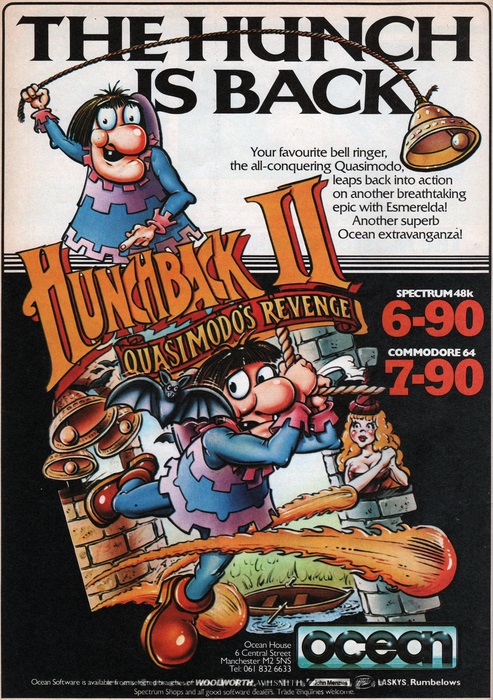 THE HUNCH
IS BACK
Your favourite bell ringer,
the all-conquering Quasimodo,
leaps back into action
on another breathtaking
epic with Esmerelda!
Another superb
Ocean extravaganza!
HUNCHBACK II
QUASIMODO'S REVENGE
SPECTRUM 48k
6-90
COMMODORE 64
7-90
Ocean House
6 Central Street
Manchester M2 5NS
Tel: 061 832 6633
ocean
Ocean Software is available from selected branches of WOOLWORTH, WHSMITH, John Menzies, LASKYS, Rumbelows
Spectrum Shops and all good software dealers. Trade enquiries welcome.